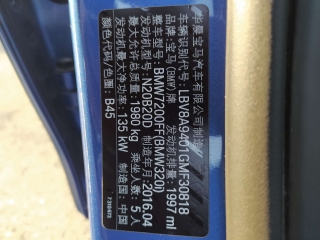 华晨宝马汽车有限公司制造
车辆识别代号: LBV8A9401GMF30818
品牌: 宝马(BMW)牌
整车型号: BMW7200FF(BMW320i)
发动机型号: N20B20D 发动机排量: 1997 ml
最大允许总质量: 1980 kg 制造年月: 2016.04
发动机最大净功率: 135 kW 乘坐人数: 5 人
颜色代码/色圈: B45 制造国: 中国